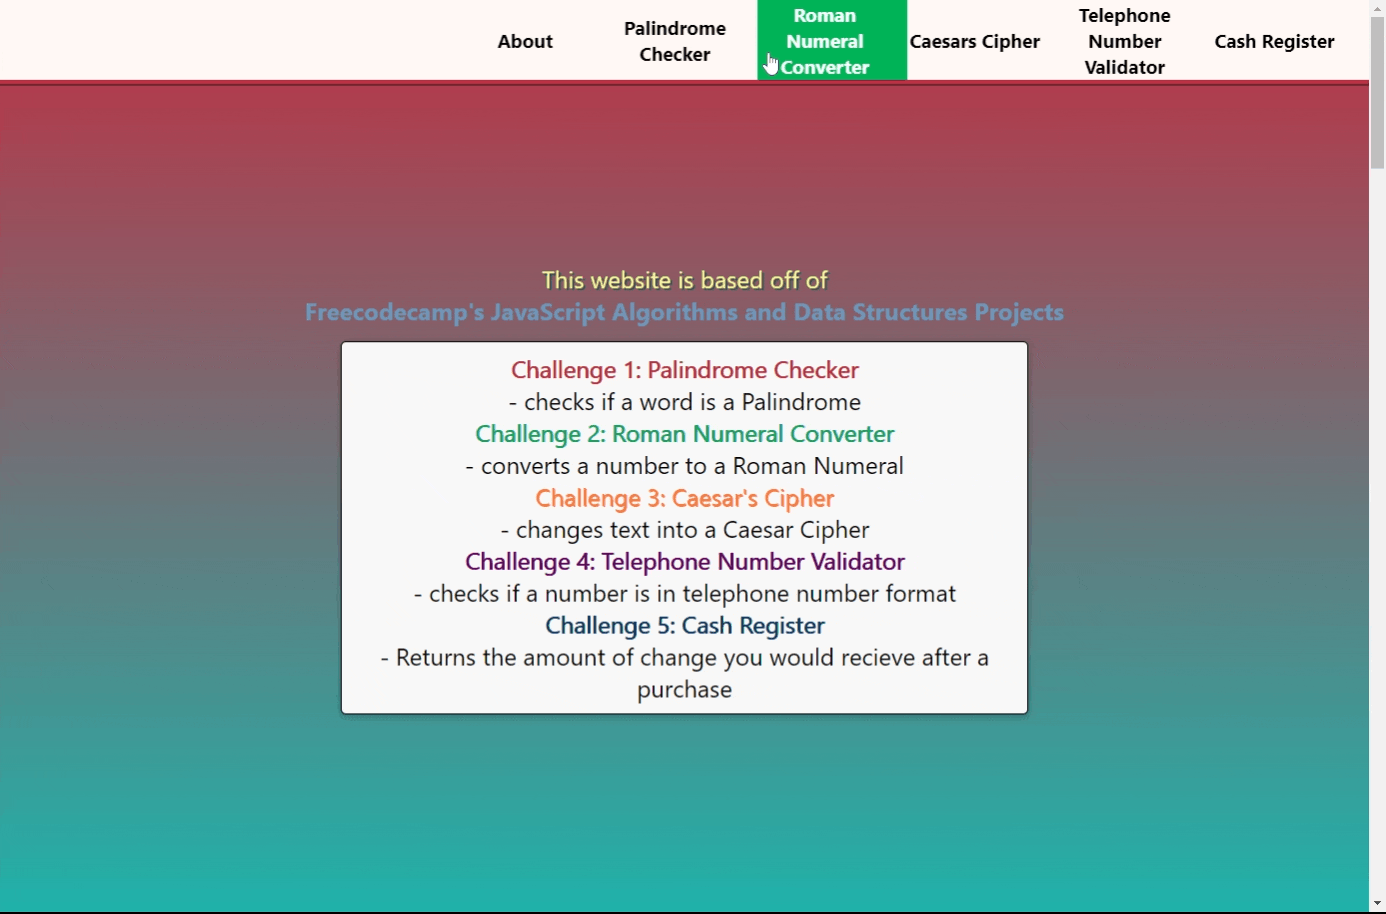 About
Palindrome
Checker
Roman
Numeral
Converter
Caesars Cipher
Telephone
Number
Validator
Cash Register
This website is based off of
Freecodecamp's JavaScript Algorithms and Data Structures Projects
Challenge 1: Palindrome Checker
- checks if a word is a Palindrome
Challenge 2: Roman Numeral Converter
- converts a number to a Roman Numeral
Challenge 3: Caesar's Cipher
- changes text into a Caesar Cipher
Challenge 4: Telephone Number Validator
- checks if a number is in telephone number format
Challenge 5: Cash Register
- Returns the amount of change you would recieve after a
purchase